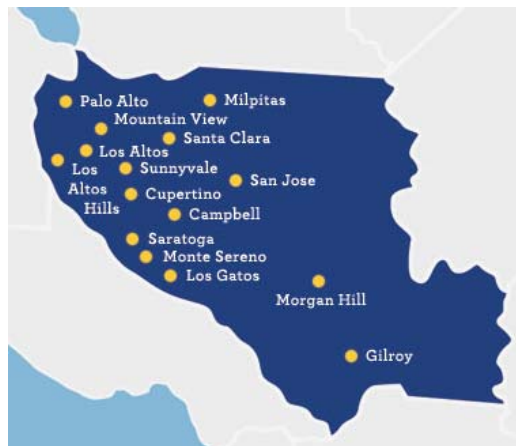 Palo Alto
Milpitas
Mountain View
Santa Clara
Los Altos
Sunnyvale
Los
Altos
Hills
San Jose
Cupertino
Campbell
Saratoga
Monte Sereno
Los Gatos
Morgan Hill
Gilroy